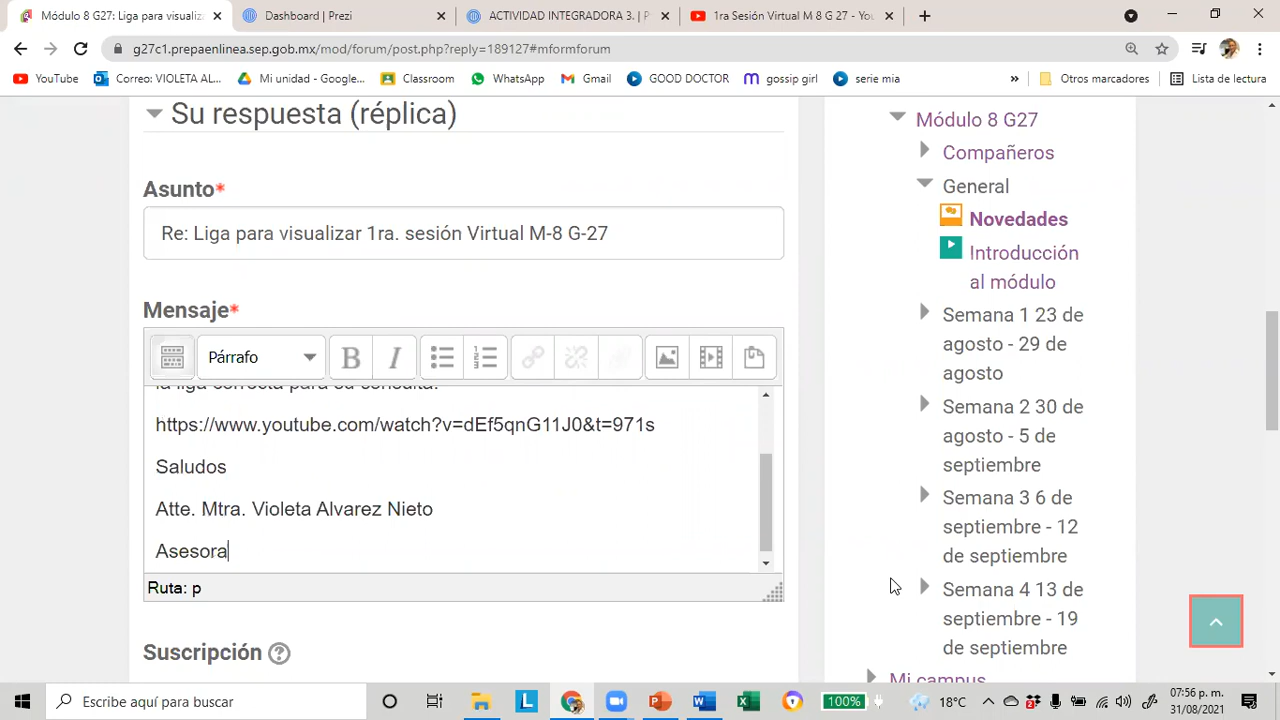 Módulo 8 G27: Liga para visualiz
Dashboard | Prezi
ACTIVIDAD INTEGRADORA 3. | P
1ra Sesión Virtual M 8 G 27 - You
g27c1.prepaenlinea.sep.gob.mx/mod/forum/post.php?reply=189127#mformforum
YouTube
Correo: VIOLETA AL...
Mi unidad - Google...
Classroom
WhatsApp
Gmail
GOOD DOCTOR
gossip girl
serie mia
»
Otros marcadores
Lista de lectura
Su respuesta (réplica)
Asunto*
Re: Liga para visualizar 1ra. sesión Virtual M-8 G-27
Mensaje*
Párrafo
B
I
la liga correcta para su consulta.
https://www.youtube.com/watch?v=dEf5qnG11J0&t=971s
Saludos
Atte. Mtra. Violeta Alvarez Nieto
Asesora
Ruta: p
Suscripción
Módulo 8 G27
Compañeros
General
Novedades
Introducción
al módulo
Semana 1 23 de
agosto - 29 de
agosto
Semana 2 30 de
agosto - 5 de
septiembre
Semana 3 6 de
septiembre - 12
de septiembre
Semana 4 13 de
septiembre - 19
de septiembre
Mi campus
Escribe aquí para buscar
100%
18°C
07:56 p. m.
31/08/2021